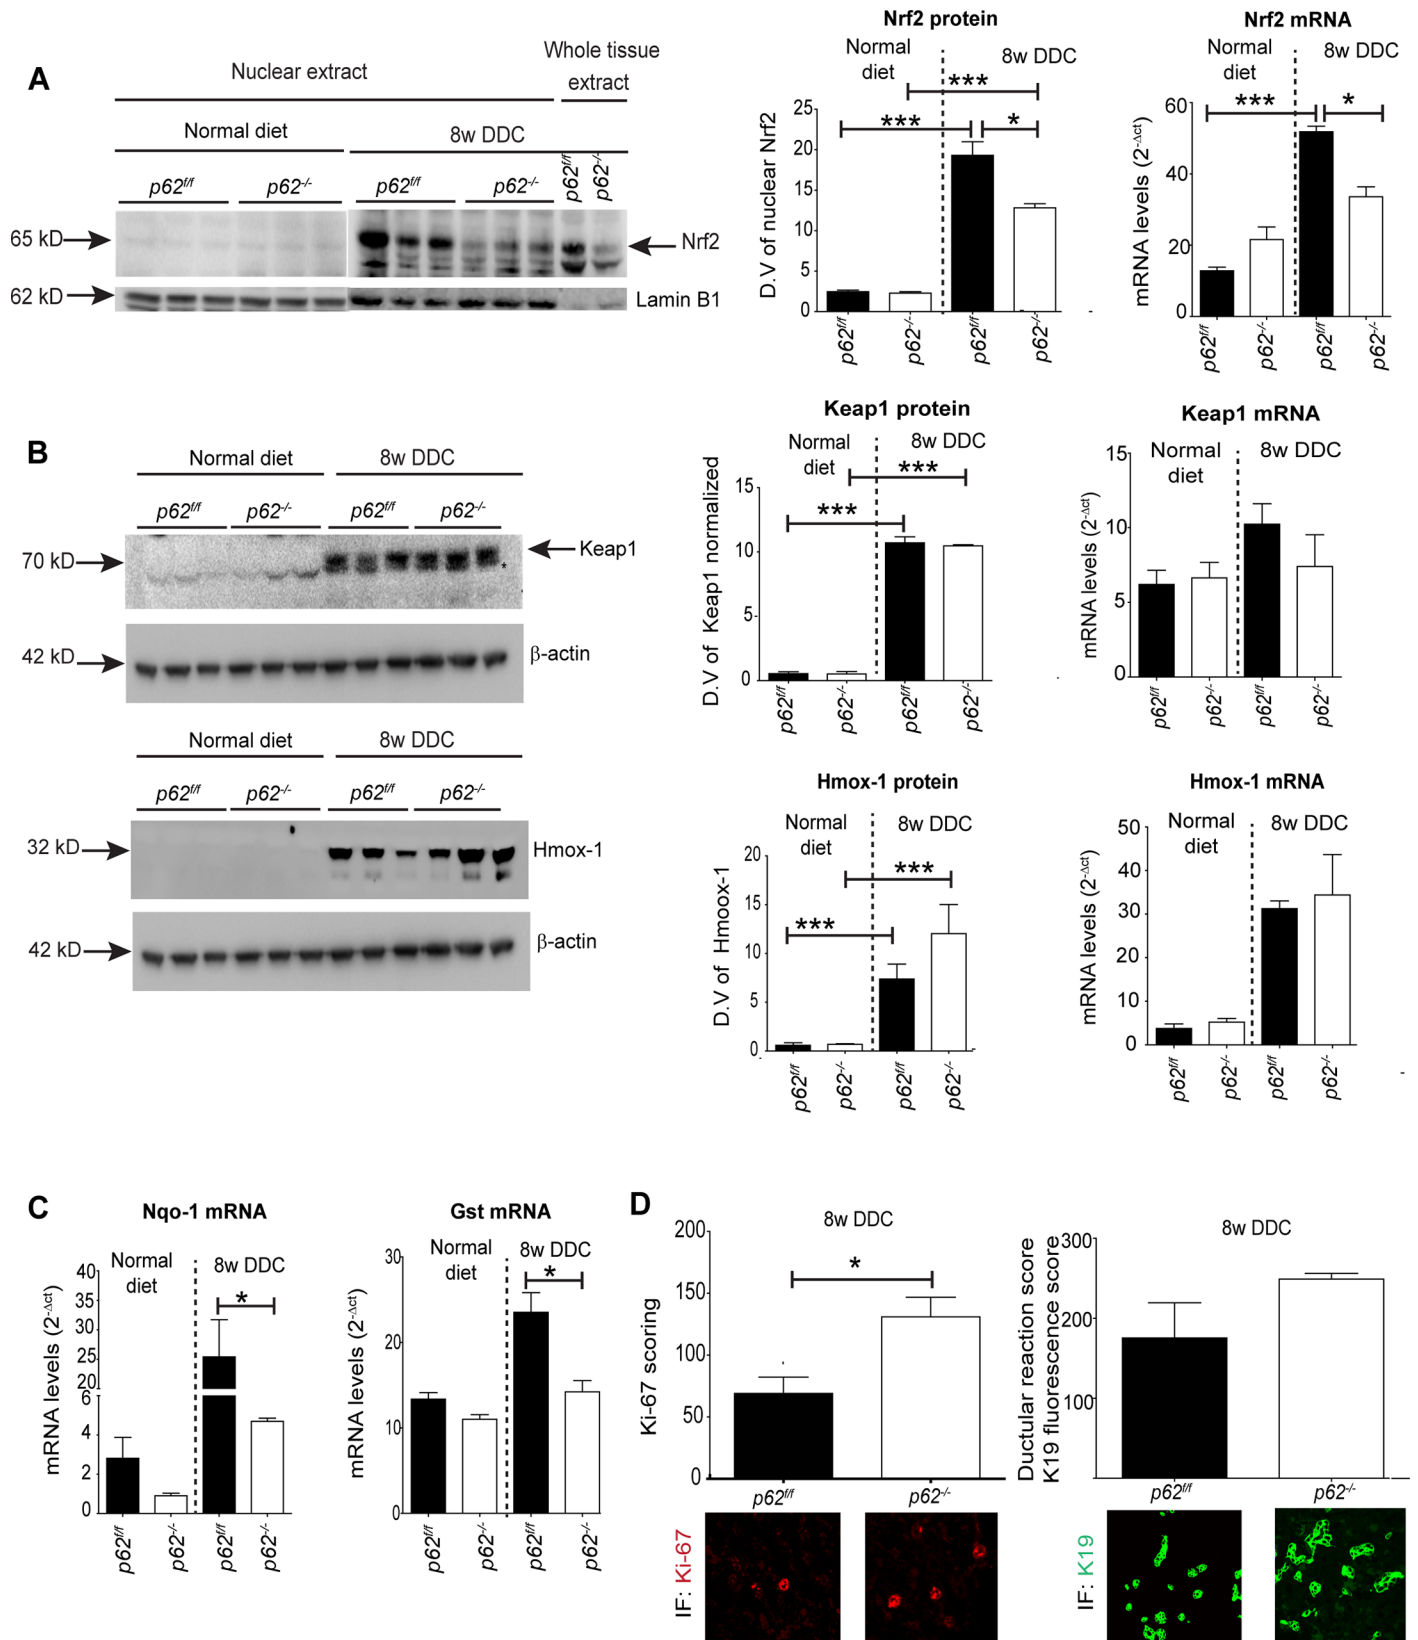 A
Nuclear extract
Whole tissue
extract
Normal diet
8w DDC
p62f/f
p62-/-
p62f/f
p62-/-
p62f/f
p62-/-
65 kD
Nrf2
62 kD
Lamin B1
Nrf2 protein
Normal
diet
8w DDC
***
***
*
D.V of nuclear Nrf2
25
20
15
10
5
0
p62f/f
p62-/-
p62f/f
p62-/-
Nrf2 mRNA
Normal
diet
8w DDC
***
*
mRNA levels (2-Δct)
60
40
20
0
p62f/f
p62-/-
p62f/f
p62-/-
B
Normal diet
8w DDC
p62f/f
p62-/-
p62f/f
p62-/-
70 kD
Keap1
*
42 kD
β-actin
Keap1 protein
Normal
diet
8w DDC
***
***
D.V of Keap1 normalized
15
10
5
0
p62f/f
p62-/-
p62f/f
p62-/-
Keap1 mRNA
Normal
diet
8w DDC
mRNA levels (2-Δct)
15
10
5
0
p62f/f
p62-/-
p62f/f
p62-/-
Normal diet
8w DDC
p62f/f
p62-/-
p62f/f
p62-/-
32 kD
Hmox-1
42 kD
β-actin
Hmox-1 protein
Normal
diet
8w DDC
***
***
D.V of Hmoox-1
20
15
10
5
0
p62f/f
p62-/-
p62f/f
p62-/-
Hmox-1 mRNA
Normal
diet
8w DDC
mRNA levels (2-Δct)
50
40
30
20
10
0
p62f/f
p62-/-
p62f/f
p62-/-
C
Nqo-1 mRNA
Normal
diet
8w DDC
*
mRNA levels (2-Δct)
40
35
30
25
20
6
4
2
0
p62f/f
p62-/-
p62f/f
p62-/-
Gst mRNA
Normal
diet
8w DDC
*
mRNA levels (2-Δct)
30
20
10
0
p62f/f
p62-/-
p62f/f
p62-/-
D
8w DDC
*
Ki-67 scoring
200
150
100
50
0
p62f/f
p62-/-
IF: Ki-67
8w DDC
Ductular reaction score
K19 fluorescence score
300
200
100
p62f/f
p62-/-
IF: K19